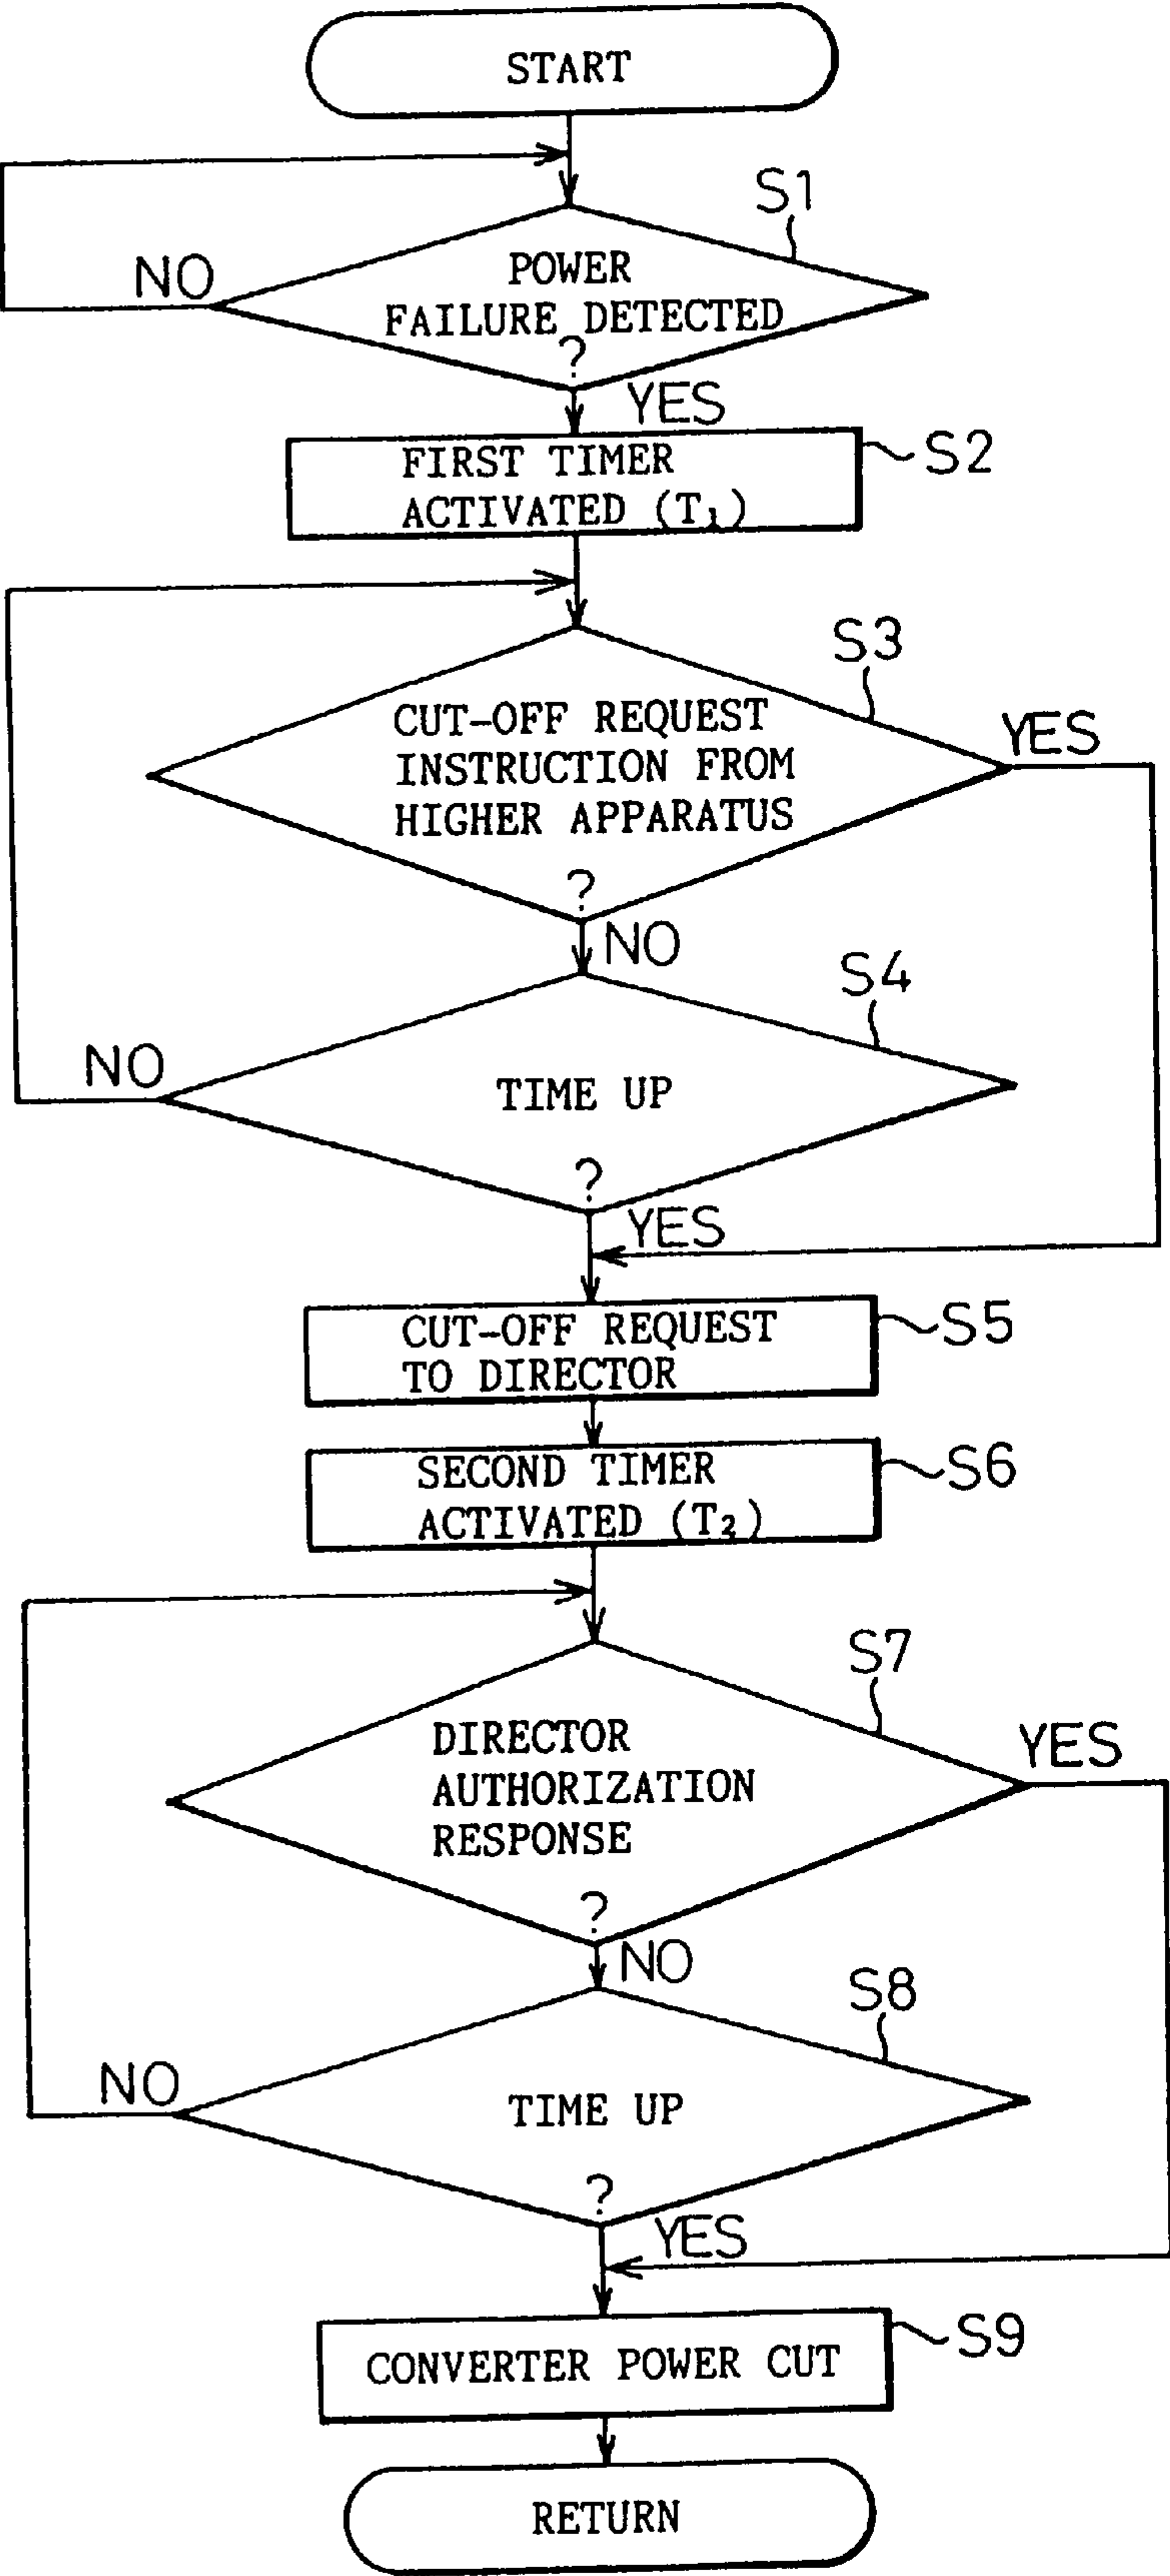 START
S1
NO
POWER
FAILURE DETECTED
?
YES
FIRST TIMER
ACTIVATED (T₁)
S2
S3
CUT-OFF REQUEST
INSTRUCTION FROM
HIGHER APPARATUS
?
YES
NO
S4
NO
TIME UP
?
YES
CUT-OFF REQUEST
TO DIRECTOR
S5
SECOND TIMER
ACTIVATED (T₂)
S6
S7
DIRECTOR
AUTHORIZATION
RESPONSE
?
YES
NO
S8
NO
TIME UP
?
YES
CONVERTER POWER CUT
S9
RETURN